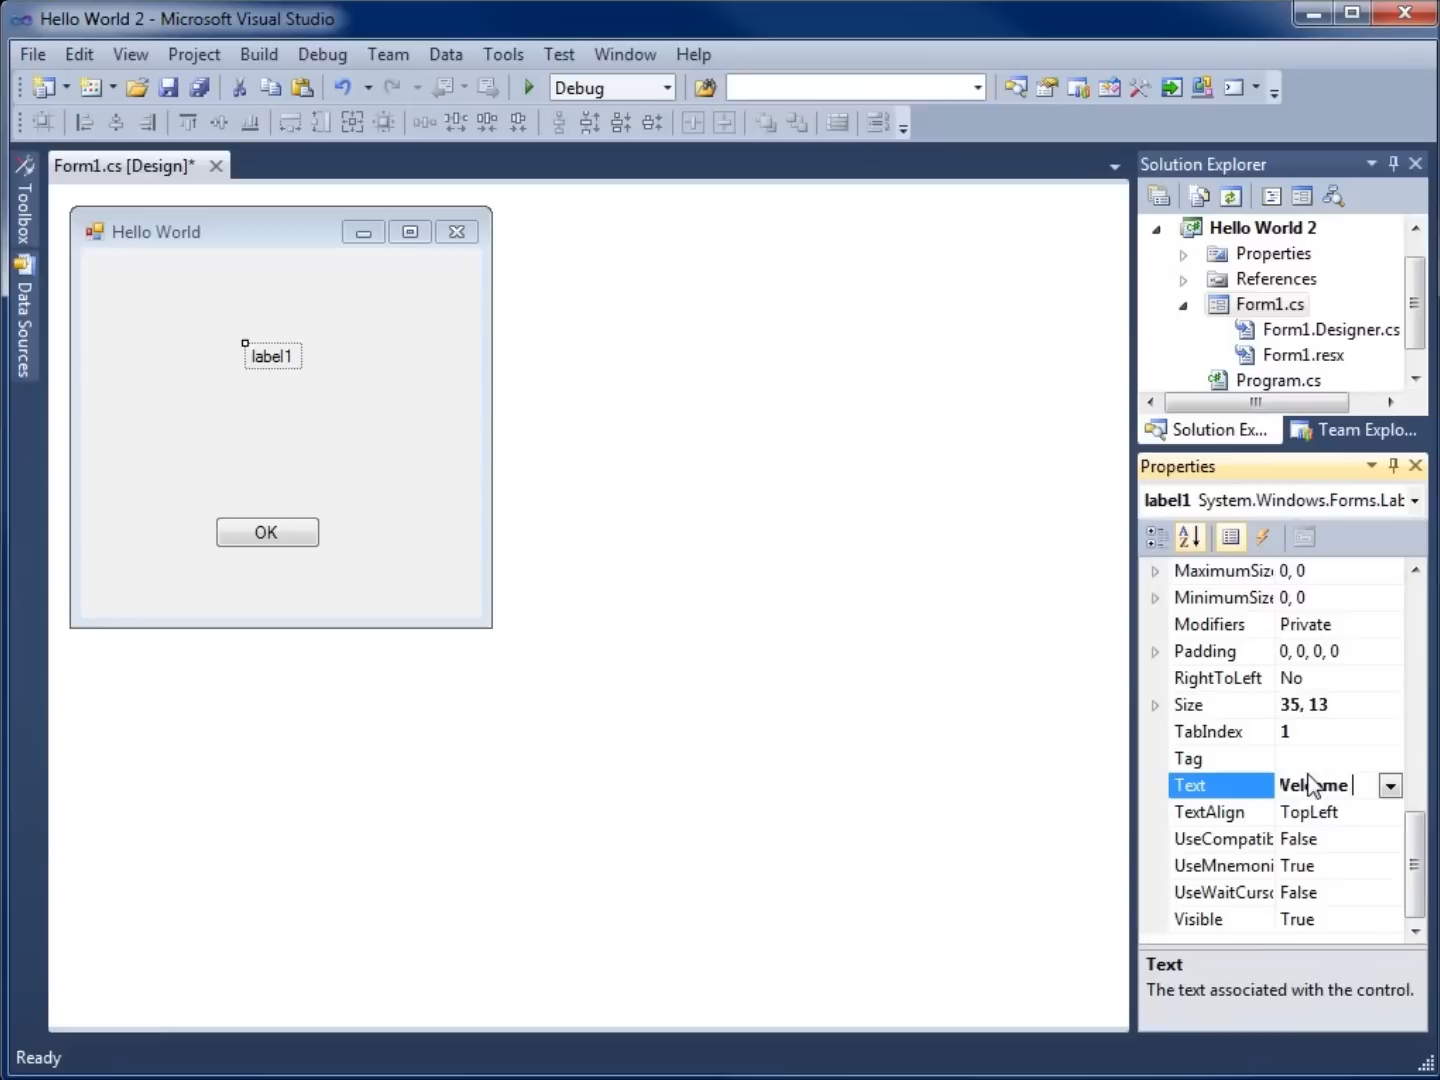 Hello World 2 - Microsoft Visual Studio
File Edit View Project Build Debug Team Data Tools Test Window Help
Debug
Toolbox
Data Sources
Form1.cs [Design]*
Hello World
label1
OK
Solution Explorer
Hello World 2
Properties
References
Form1.cs
Form1.Designer.cs
Form1.resx
Program.cs
Solution Ex...
Team Explo...
Properties
label1 System.Windows.Forms.Lab
MaximumSiz 0, 0
MinimumSize 0, 0
Modifiers Private
Padding 0, 0, 0, 0
RightToLeft No
Size 35, 13
TabIndex 1
Tag
Text Welcome
TextAlign TopLeft
UseCompatib False
UseMnemoni True
UseWaitCurso False
Visible True
Text
The text associated with the control.
Ready